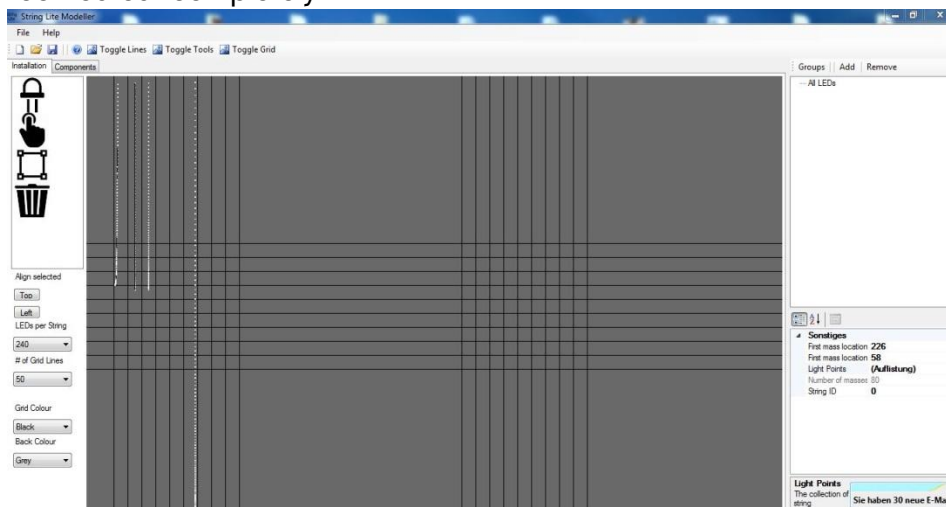 String Lite Modeller
File Help
Toggle Lines Toggle Tools Toggle Grid
Installation Components
Align selected
Top
Left
LEDs per String
240
# of Grid Lines
50
Grid Colour
Black
Back Colour
Grey
Groups Add Remove
All LEDs
Sonstiges
First mass location 226
First mass location 58
Light Points (Auflistung)
Number of masses 80
String ID 0
Light Points
The collection of
string
Sie haben 30 neue E-Ma